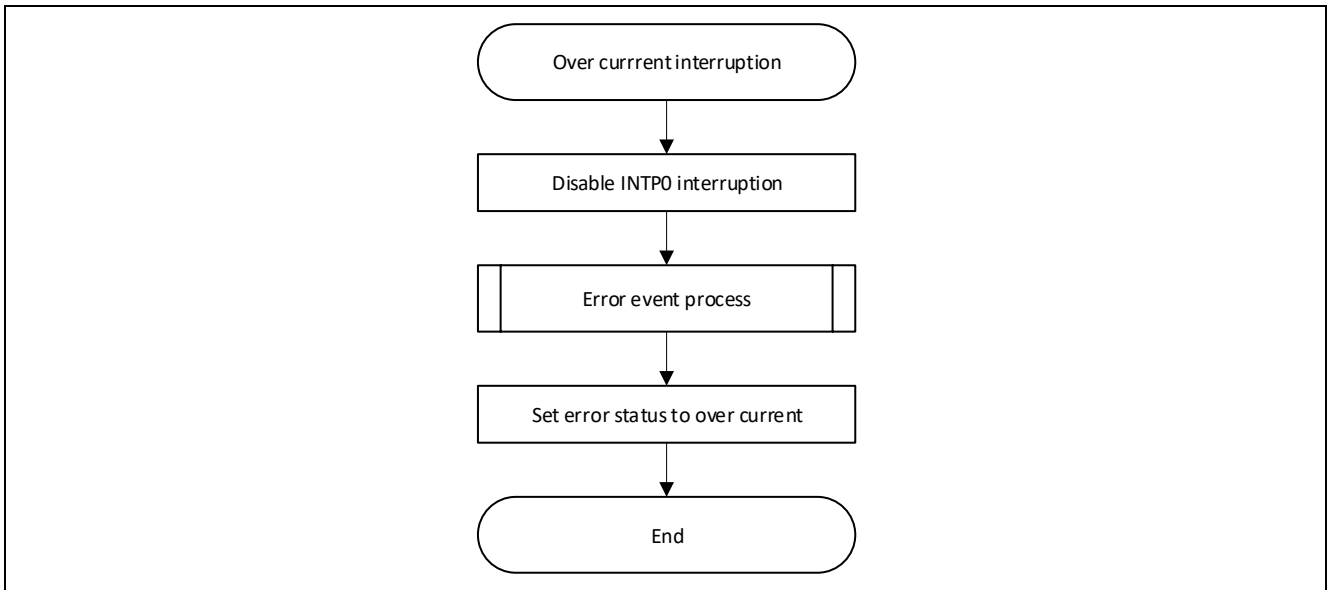 Over currrent interruption
Disable INTP0 interruption
Error event process
Set error status to over current
End